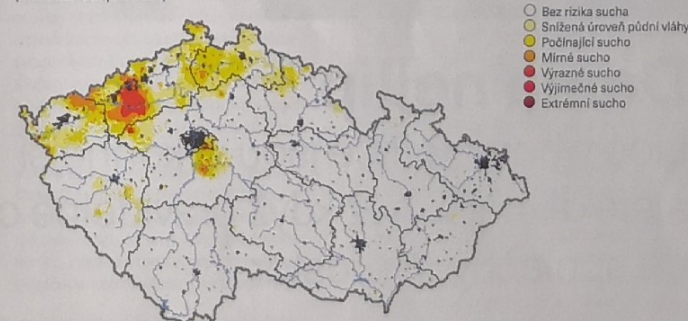 Bez rizika sucha
Snížená úroveň půdní vláhy
Počínající sucho
Mírné sucho
Výrazné sucho
Výjimečné sucho
Extrémní sucho